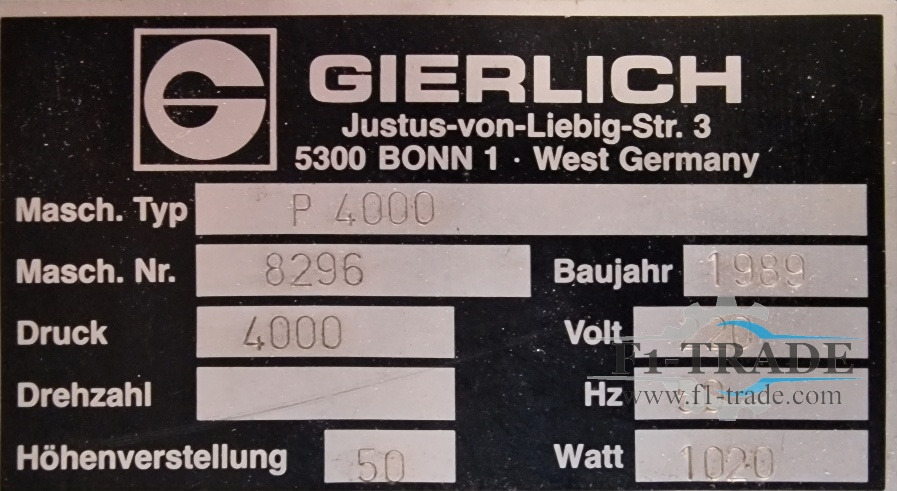 GIERLICH
Justus-von-Liebig-Str. 3
5300 BONN 1 · West Germany
Masch. Typ P 4000
Masch. Nr. 8296 Baujahr 1989
Druck 4000 Volt
F1-TRADE
Drehzahl Hz
www.f1-trade.com
Höhenverstellung 50 Watt 1020